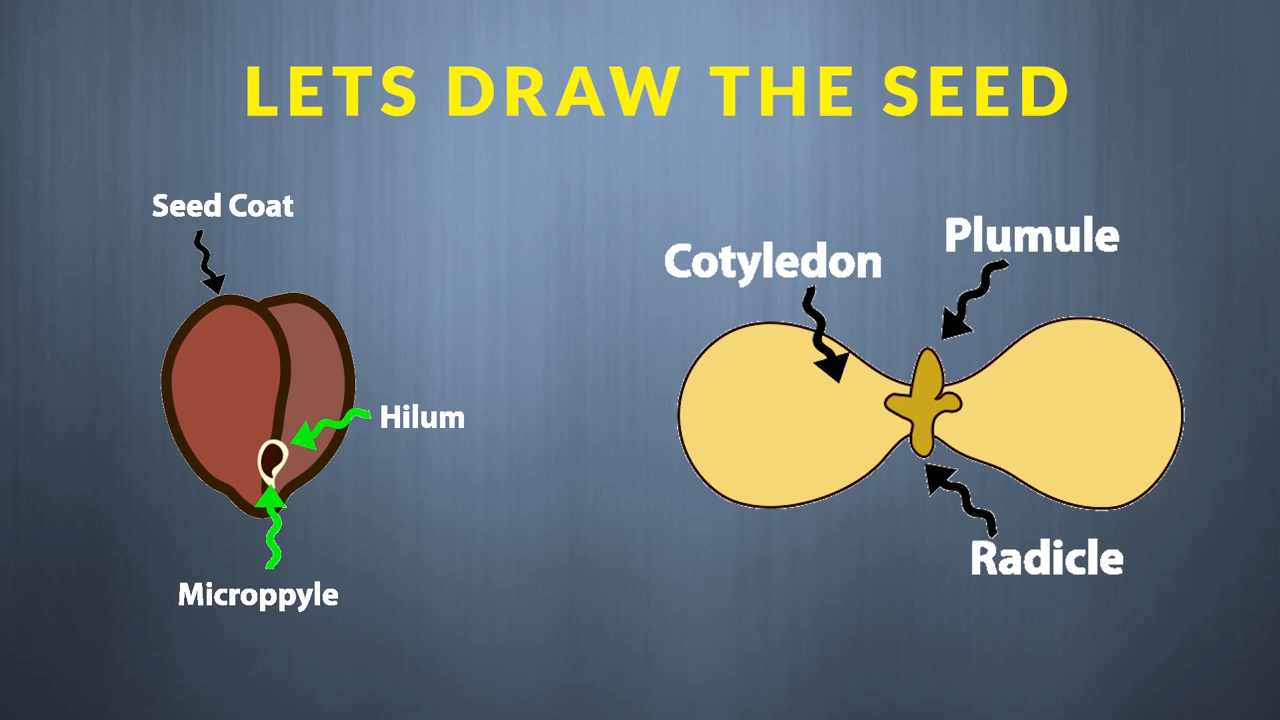 LETS DRAW THE SEED
Seed Coat
Hilum
Microppyle
Cotyledon
Plumule
Radicle